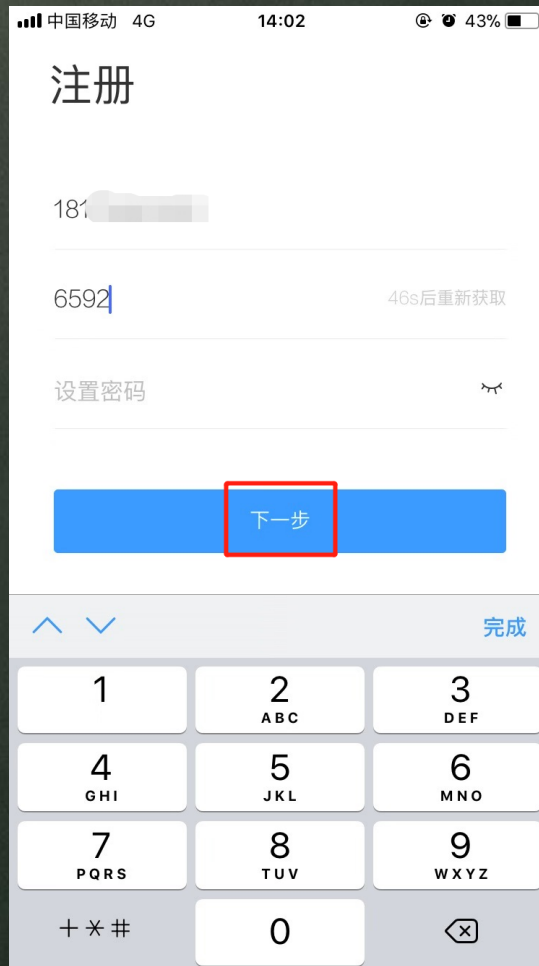 中国移动 4G 14:02 43%
注册
181
6592 46s后重新获取
设置密码
下一步
完成
1 2 3
ABC DEF
4 5 6
GHI JKL MNO
7 8 9
PQRS TUV WXYZ
+*# 0